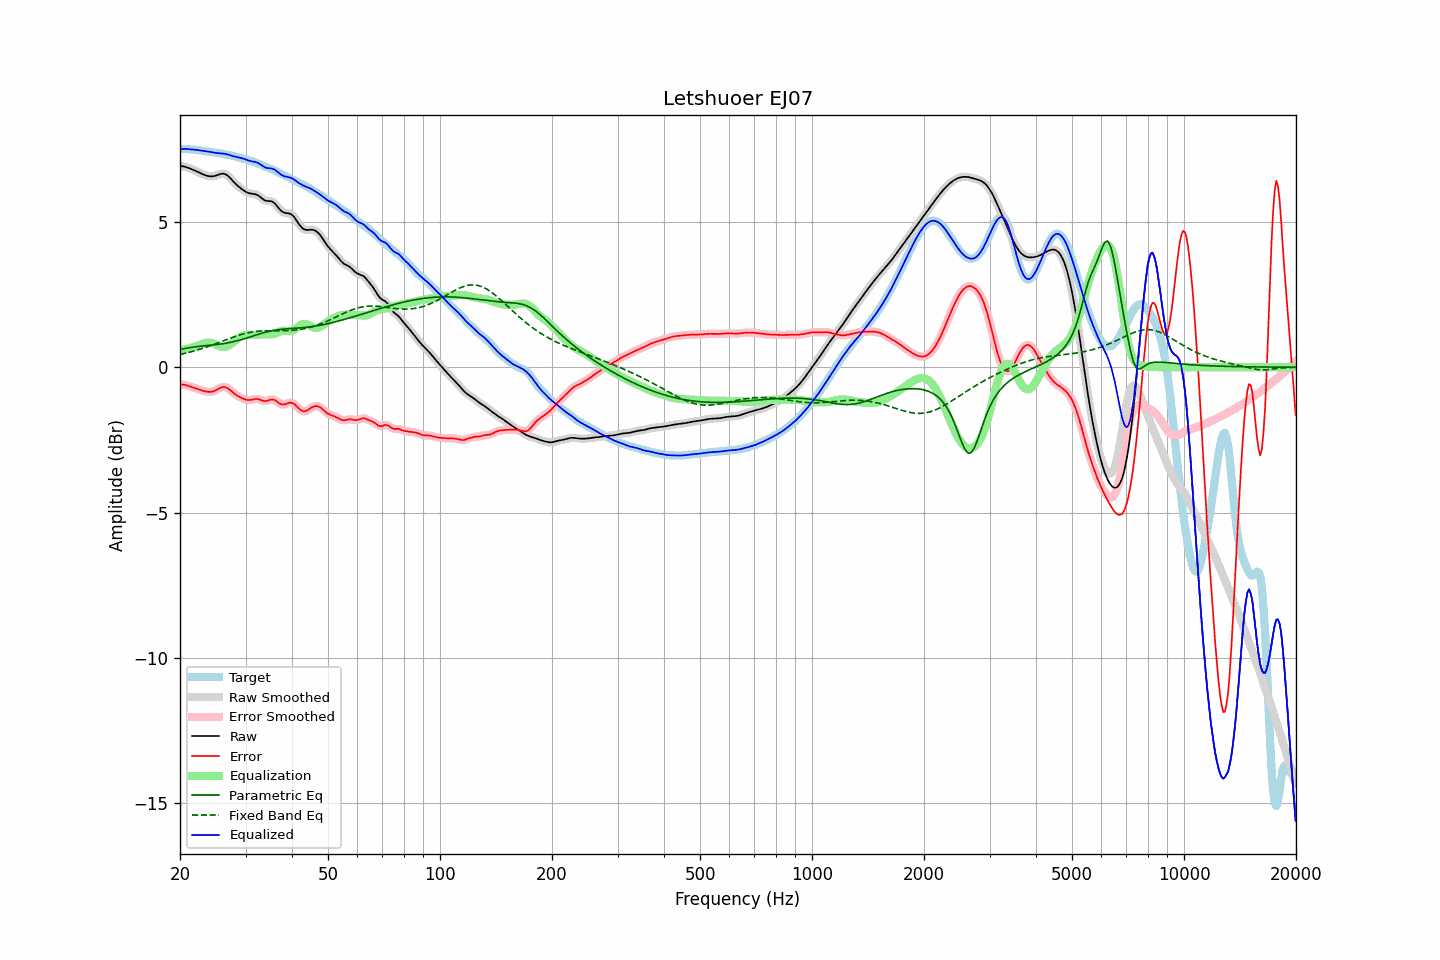 Letshuoer EJ07
Amplitude (dBr)
5
0
−5
−10
−15
Target
Raw Smoothed
Error Smoothed
Raw
Error
Equalization
Parametric Eq
Fixed Band Eq
Equalized
20 50 100 200 500 1000 2000 5000 10000 20000
Frequency (Hz)